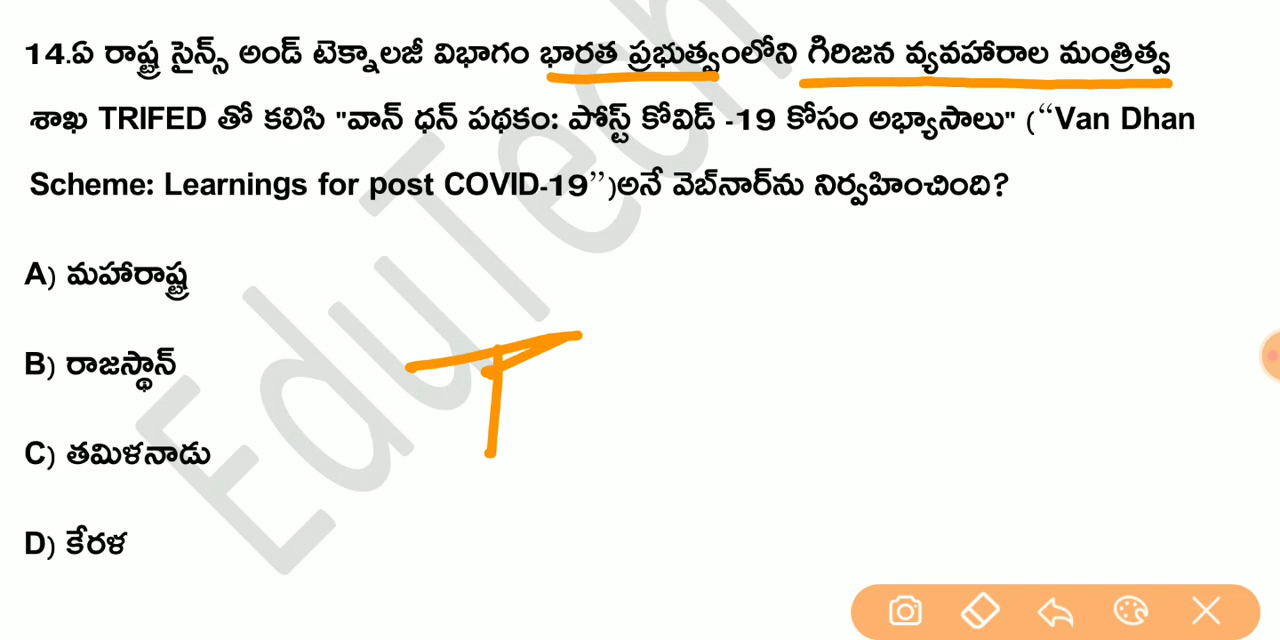 14.ఏ రాష్ట్ర సైన్స్ అండ్ టెక్నాలజీ విభాగం భారత ప్రభుత్వంలోని గిరిజన వ్యవహారాల మంత్రిత్వ
శాఖ TRIFED తో కలిసి "వాన్ ధన్ పథకం: పోస్ట్ కోవిడ్ -19 కోసం అభ్యాసాలు" (“Van Dhan
Scheme: Learnings for post COVID-19”)అనే వెబ్‌నార్‌ను నిర్వహించింది?
A) మహారాష్ట్ర
B) రాజస్థాన్
C) తమిళనాడు
D) కేరళ
EduTech